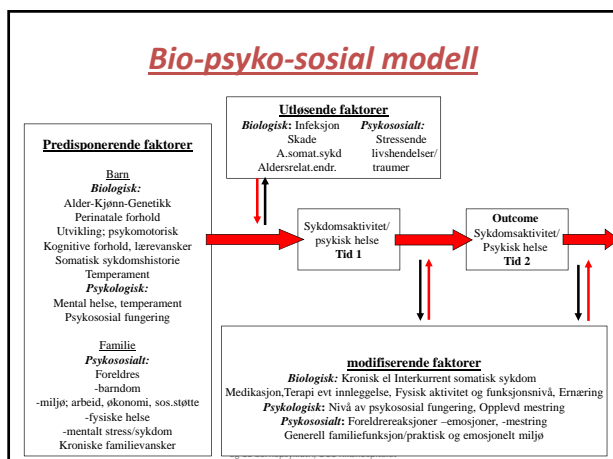 Bio-psyko-sosial modell
Utløsende faktorer
Biologisk: Infeksjon Psykososialt:
Skade Stressende
A.somat.sykd livshendelser/
Aldersrelat.endr. traumer
Predisponerende faktorer
Barn
Biologisk:
Alder-Kjønn-Genetikk
Perinatale forhold
Utvikling; psykomotorisk
Kognitive forhold, lærevansker
Somatisk sykdomshistorie
Temperament
Psykologisk:
Mental helse, temperament
Psykososial fungering
Familie
Psykososialt:
Foreldres
-barndom
-miljø; arbeid, økonomi, sos.støtte
-fysiske helse
-mentalt stress/sykdom
Kroniske familievansker
Sykdomsaktivitet/
psykisk helse
Tid 1
Outcome
Sykdomsaktivitet/
Psykisk helse
Tid 2
modifiserende faktorer
Biologisk: Kronisk el Interkurrent somatisk sykdom
Medikasjon,Terapi evt innleggelse, Fysisk aktivitet og funksjonsnivå, Ernæring
Psykologisk: Nivå av psykososial fungering, Opplevd mestring
Psykososialt: Foreldrereaksjoner –emosjoner, -mestring
Generell familiefunksjon/praktisk og emosjonelt miljø